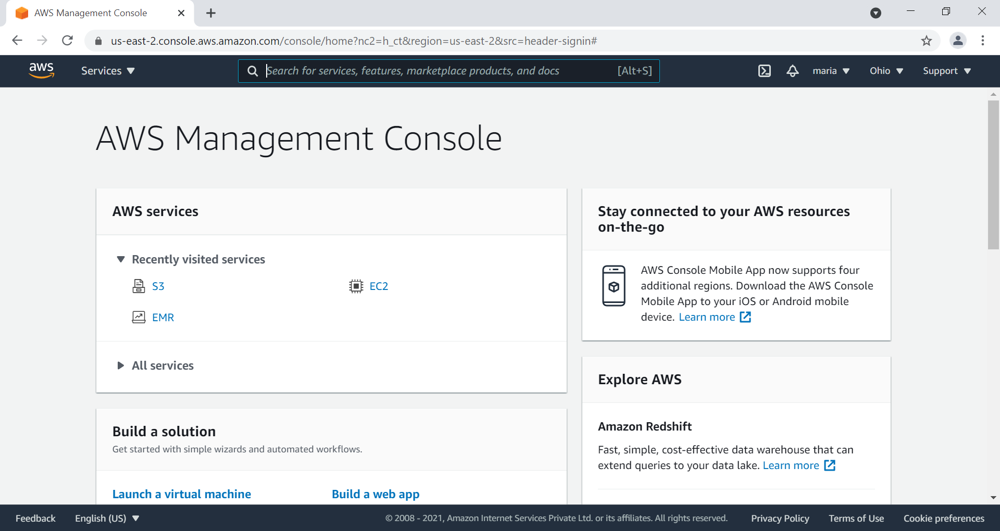 AWS Management Console
us-east-2.console.aws.amazon.com/console/home?nc2=h_ct&region=us-east-2&src=header-signin#
aws
Services
Search for services, features, marketplace products, and docs
[Alt+S]
maria
Ohio
Support
AWS Management Console
AWS services
Recently visited services
S3
EC2
EMR
All services
Build a solution
Get started with simple wizards and automated workflows.
Launch a virtual machine
Build a web app
Stay connected to your AWS resources
on-the-go
AWS Console Mobile App now supports four
additional regions. Download the AWS Console
Mobile App to your iOS or Android mobile
device. Learn more
Explore AWS
Amazon Redshift
Fast, simple, cost-effective data warehouse that can
extend queries to your data lake. Learn more
Feedback
English (US)
© 2008 - 2021, Amazon Internet Services Private Ltd. or its affiliates. All rights reserved.
Privacy Policy
Terms of Use
Cookie preferences